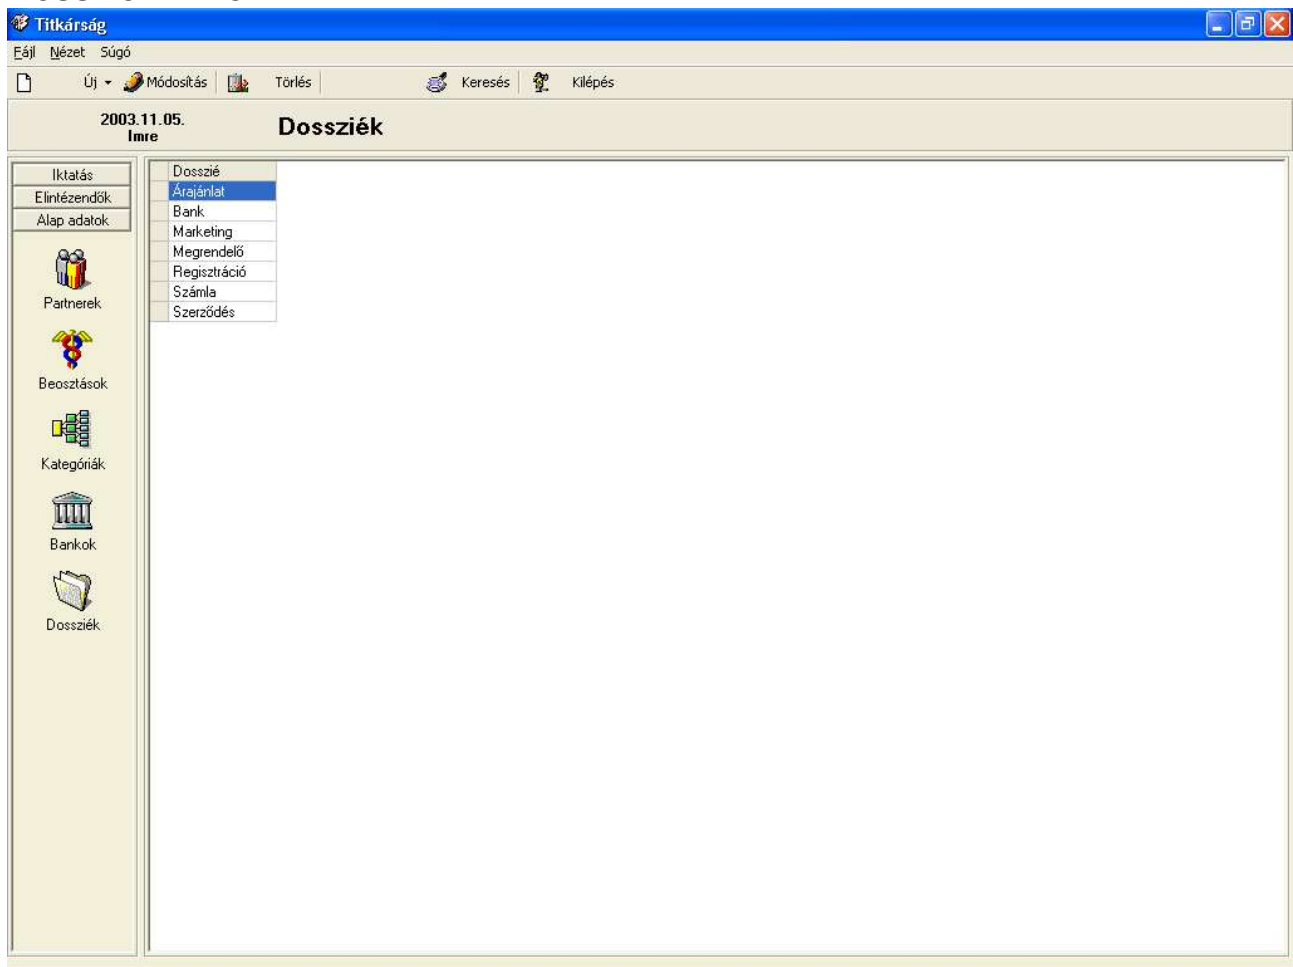 Titkárság
Fájl Nézet Súgó
Új Módosítás Törlés Keresés Kilépés
2003.11.05.
Imre
Dossziék
Iktatás
Elintézendők
Alap adatok
Partnerek
Beosztások
Kategóriák
Bankok
Dossziék
Dosszié
Árajánlat
Bank
Marketing
Megrendelő
Regisztráció
Számla
Szerződés